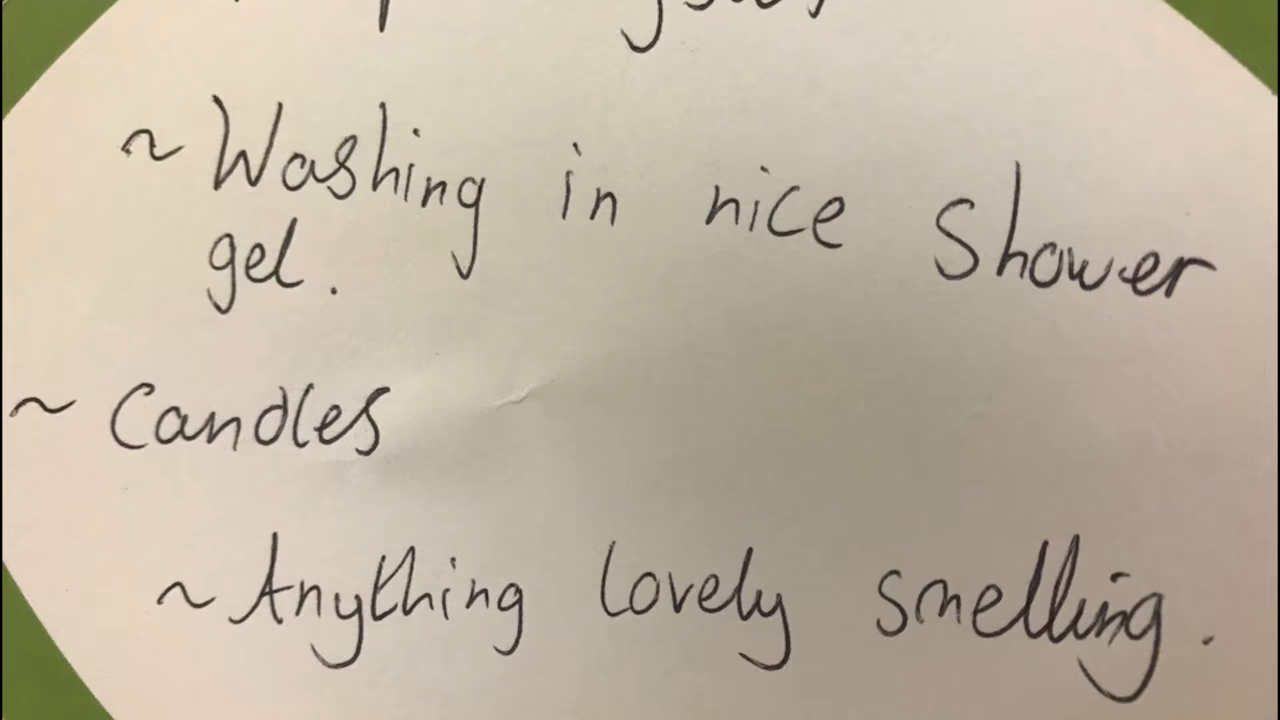 ~ Washing in nice Shower
gel.
~ Candles
~ Anything lovely smelling.